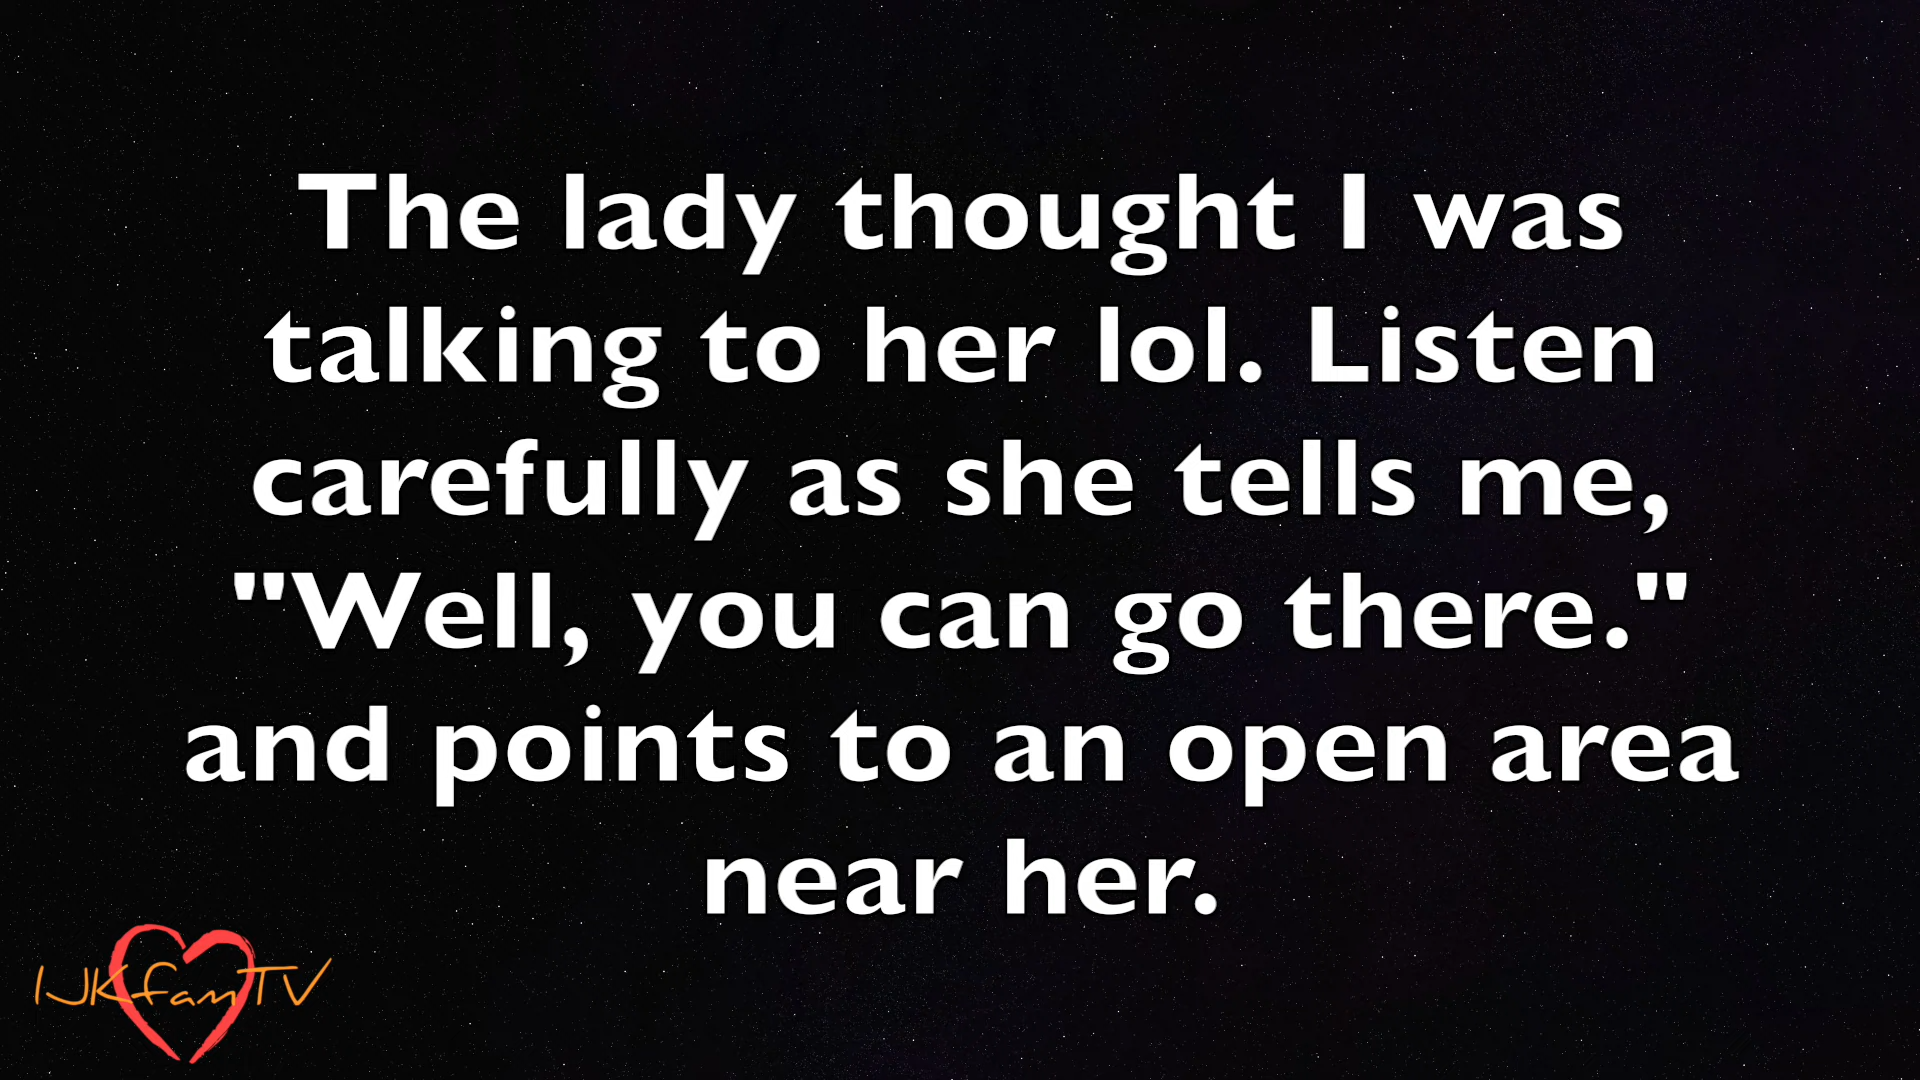 The lady thought I was
talking to her lol. Listen
carefully as she tells me,
"Well, you can go there."
and points to an open area
near her.
IJKfamTV